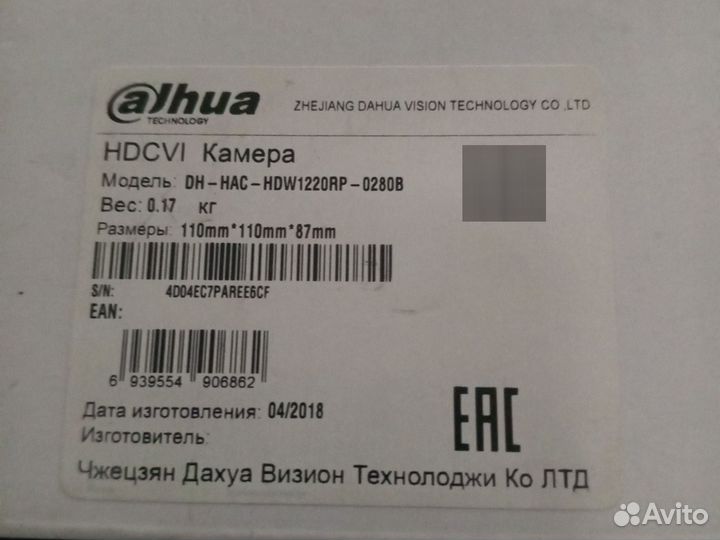 alhua
TECHNOLOGY
ZHEJIANG DAHUA VISION TECHNOLOGY CO.,LTD
HDCVI Камера
Модель: DH-HAC-HDW1220RP-0280B
Вес: 0.17 кг
Размеры: 110mm*110mm*87mm
S/N: 4D04EC7PAREE6CF
EAN:
6 939554 906862
Дата изготовления: 04/2018
Изготовитель:
EAC
Чжецзян Дахуа Визион Технолоджи Ко ЛТД
Avito